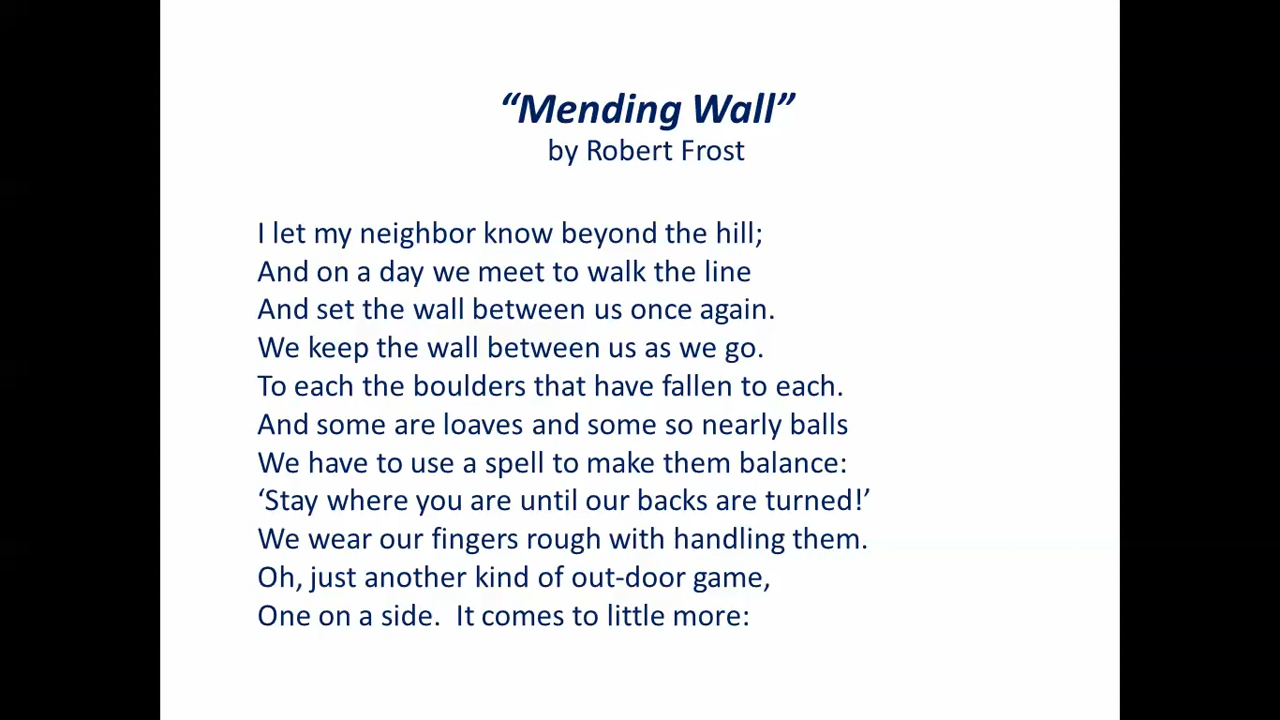 “Mending Wall”
by Robert Frost
I let my neighbor know beyond the hill;
And on a day we meet to walk the line
And set the wall between us once again.
We keep the wall between us as we go.
To each the boulders that have fallen to each.
And some are loaves and some so nearly balls
We have to use a spell to make them balance:
‘Stay where you are until our backs are turned!’
We wear our fingers rough with handling them.
Oh, just another kind of out-door game,
One on a side.  It comes to little more: